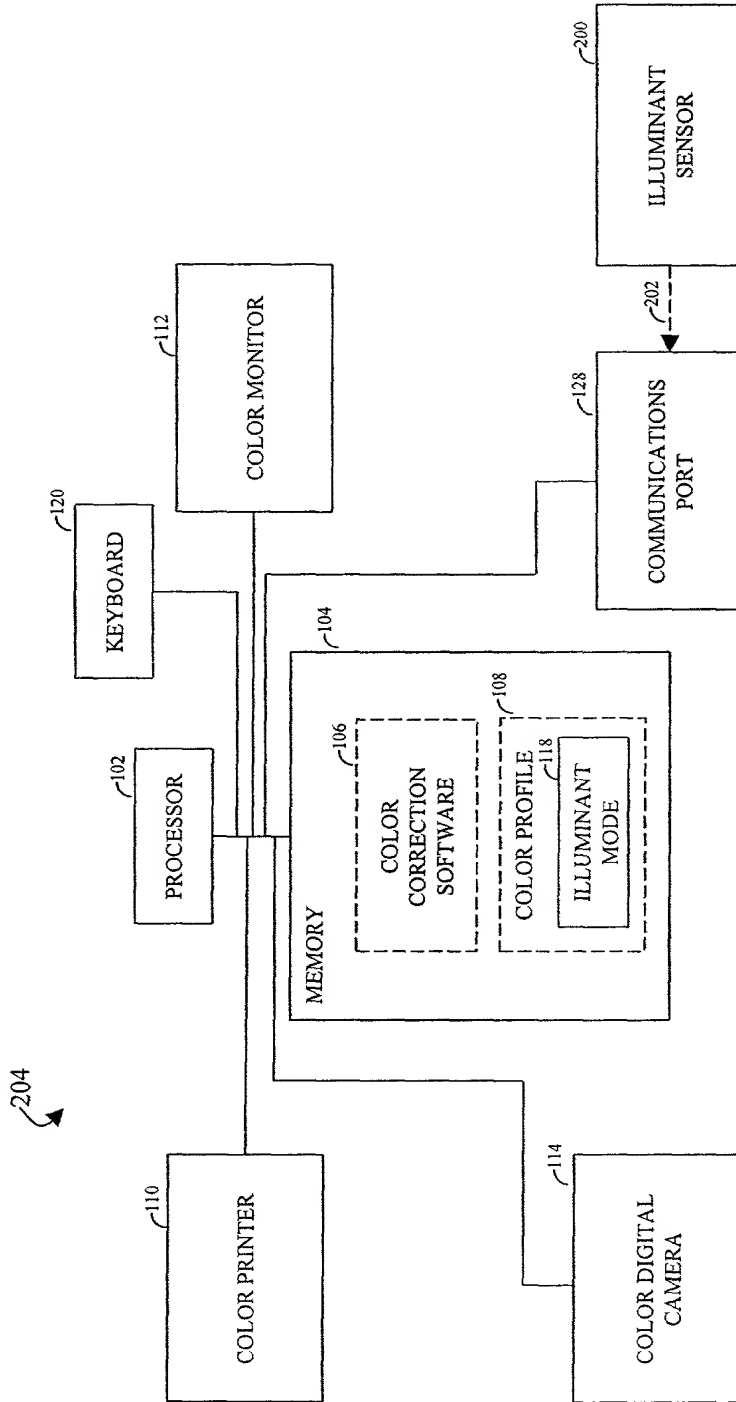 204
110
COLOR PRINTER
102
PROCESSOR
120
KEYBOARD
112
COLOR MONITOR
104
MEMORY
106
COLOR
CORRECTION
SOFTWARE
108
COLOR PROFILE
118
ILLUMINANT
MODE
114
COLOR DIGITAL
CAMERA
128
COMMUNICATIONS
PORT
202
200
ILLUMINANT
SENSOR